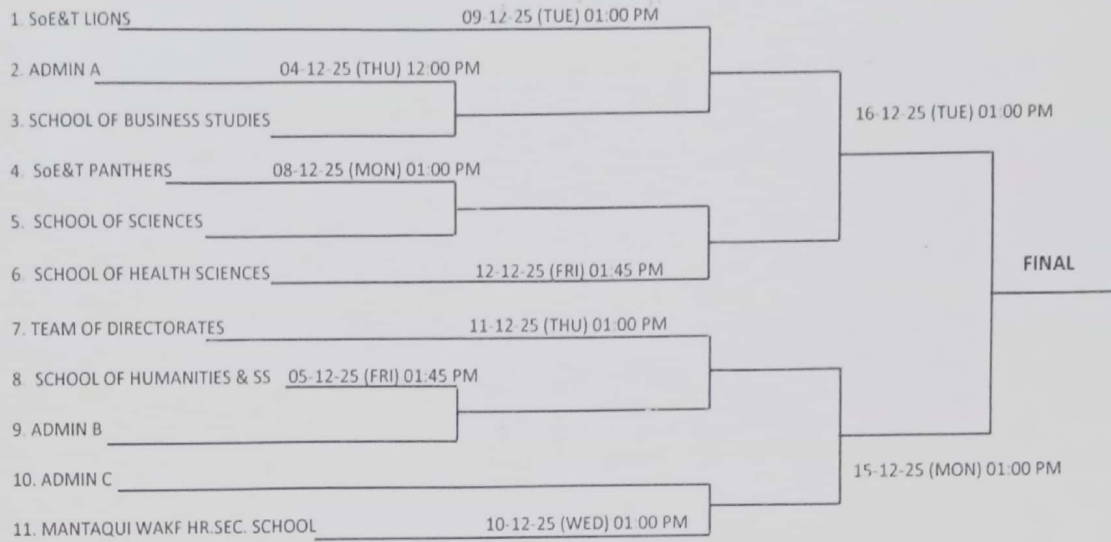 1. SoE&T LIONS 09-12-25 (TUE) 01:00 PM
2. ADMIN A 04-12-25 (THU) 12:00 PM
3. SCHOOL OF BUSINESS STUDIES
16-12-25 (TUE) 01:00 PM
4. SoE&T PANTHERS 08-12-25 (MON) 01:00 PM
5. SCHOOL OF SCIENCES
6. SCHOOL OF HEALTH SCIENCES 12-12-25 (FRI) 01:45 PM
FINAL
7. TEAM OF DIRECTORATES 11-12-25 (THU) 01:00 PM
8. SCHOOL OF HUMANITIES & SS 05-12-25 (FRI) 01:45 PM
9. ADMIN B
15-12-25 (MON) 01:00 PM
10. ADMIN C
11. MANTAQUI WAKF HR.SEC. SCHOOL 10-12-25 (WED) 01:00 PM